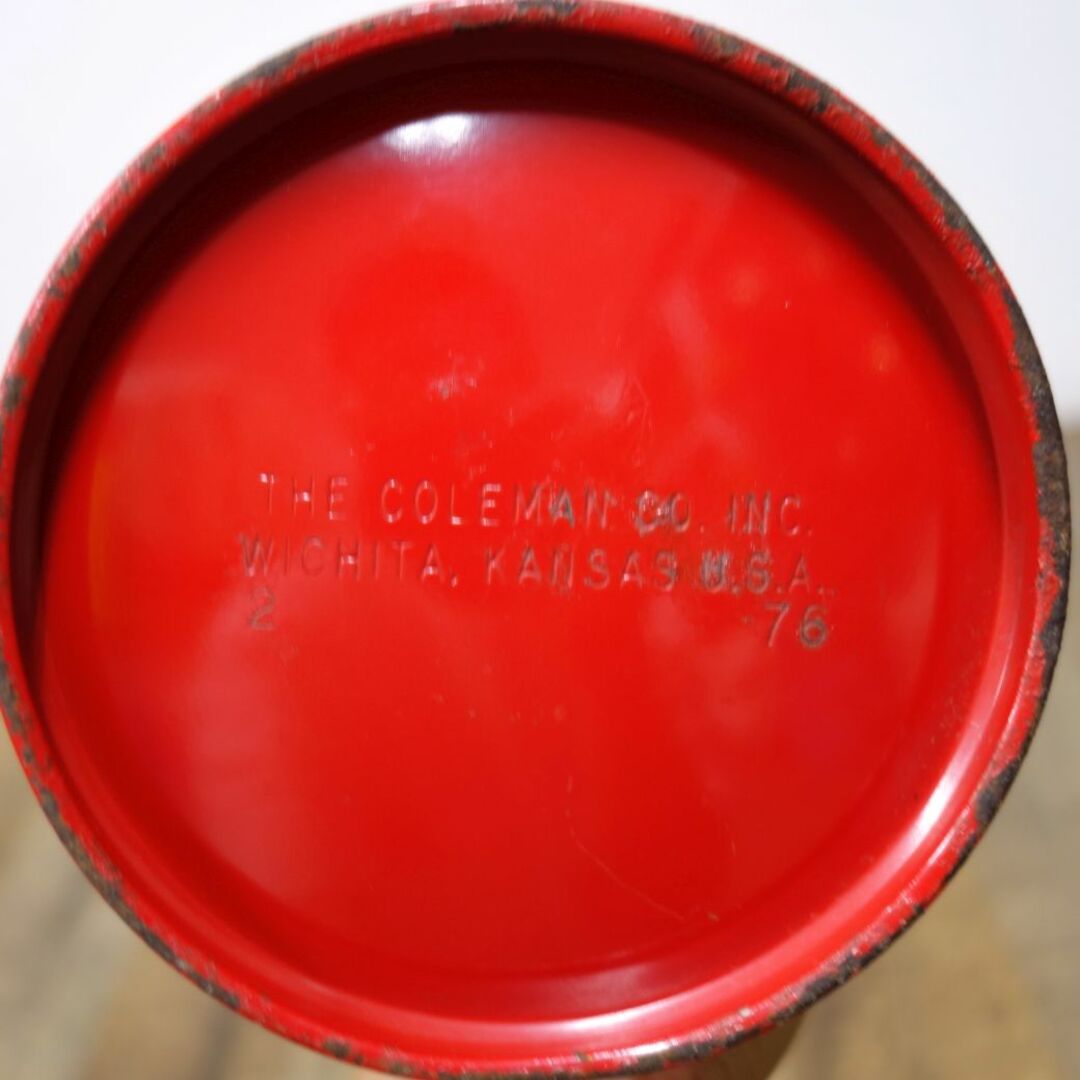 THE COLEMAN CO. INC.
WICHITA, KANSAS U.S.A.
2 76